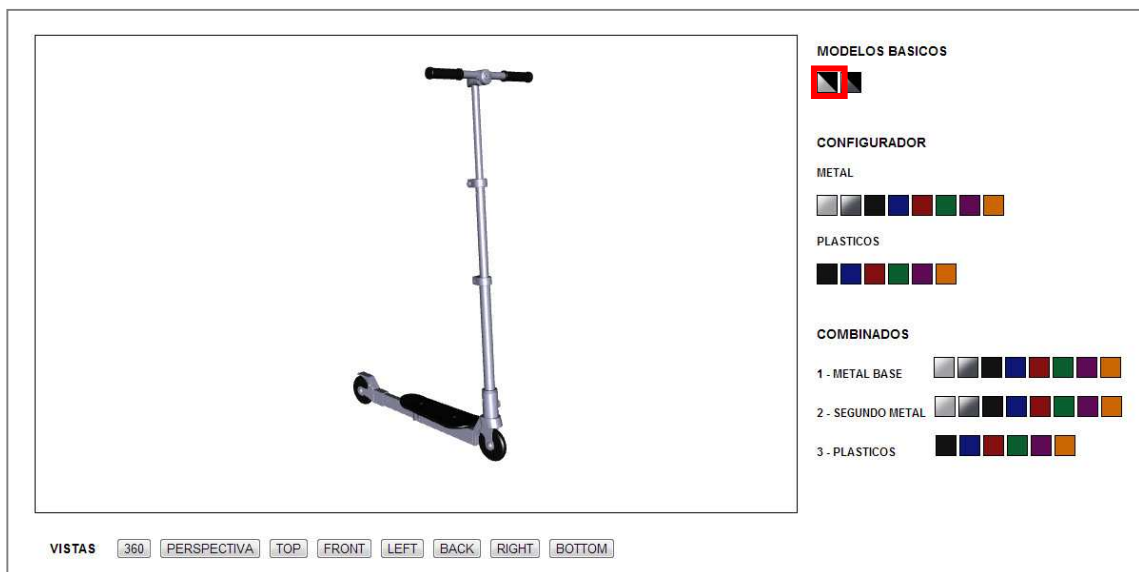 MODELOS BASICOS
CONFIGURADOR
METAL
PLASTICOS
COMBINADOS
1 - METAL BASE
2 - SEGUNDO METAL
3 - PLASTICOS
VISTAS 360 PERSPECTIVA TOP FRONT LEFT BACK RIGHT BOTTOM